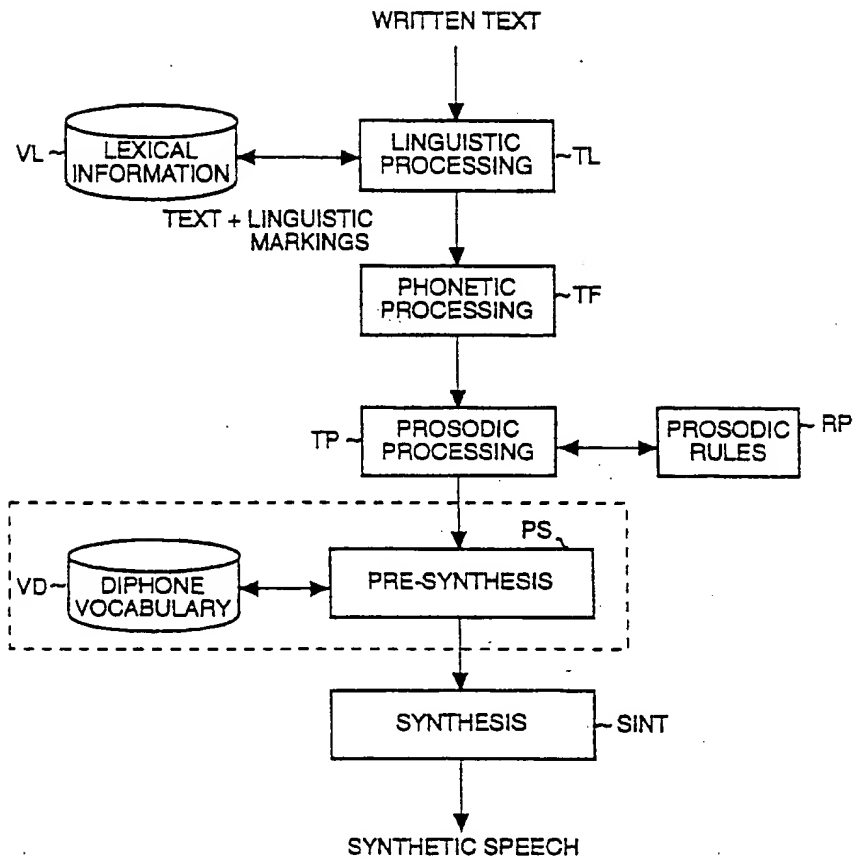 WRITTEN TEXT
VL
LEXICAL
INFORMATION
LINGUISTIC
PROCESSING
TL
TEXT + LINGUISTIC
MARKINGS
PHONETIC
PROCESSING
TF
TP
PROSODIC
PROCESSING
PROSODIC
RULES
RP
PS
VD
DIPHONE
VOCABULARY
PRE-SYNTHESIS
SYNTHESIS
SINT
SYNTHETIC SPEECH